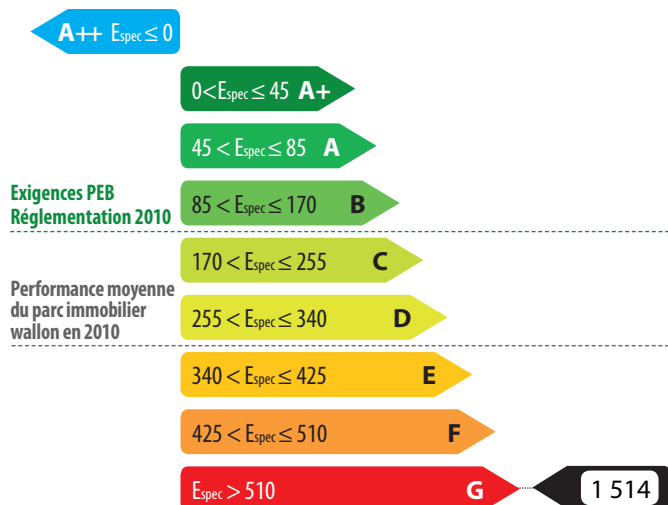 A++ Espec ≤ 0
0<Espec ≤ 45 A+
45 < Espec ≤ 85 A
Exigences PEB
Réglementation 2010
85 < Espec ≤ 170 B
170 < Espec ≤ 255 C
Performance moyenne
du parc immobilier
wallon en 2010
255 < Espec ≤ 340 D
340 < Espec ≤ 425 E
425 < Espec ≤ 510 F
Espec > 510 G
1 514